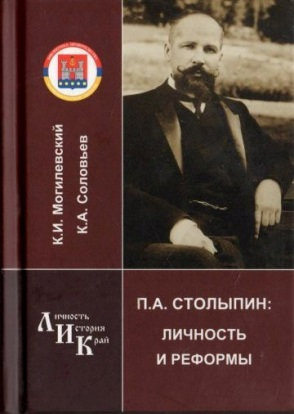 К.И. Могилевский
К.А. Соловьев
П.А. СТОЛЫПИН:
ЛИЧНОСТЬ
И РЕФОРМЫ
Личность
История
Край